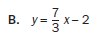 B. y = 7/3 x − 2